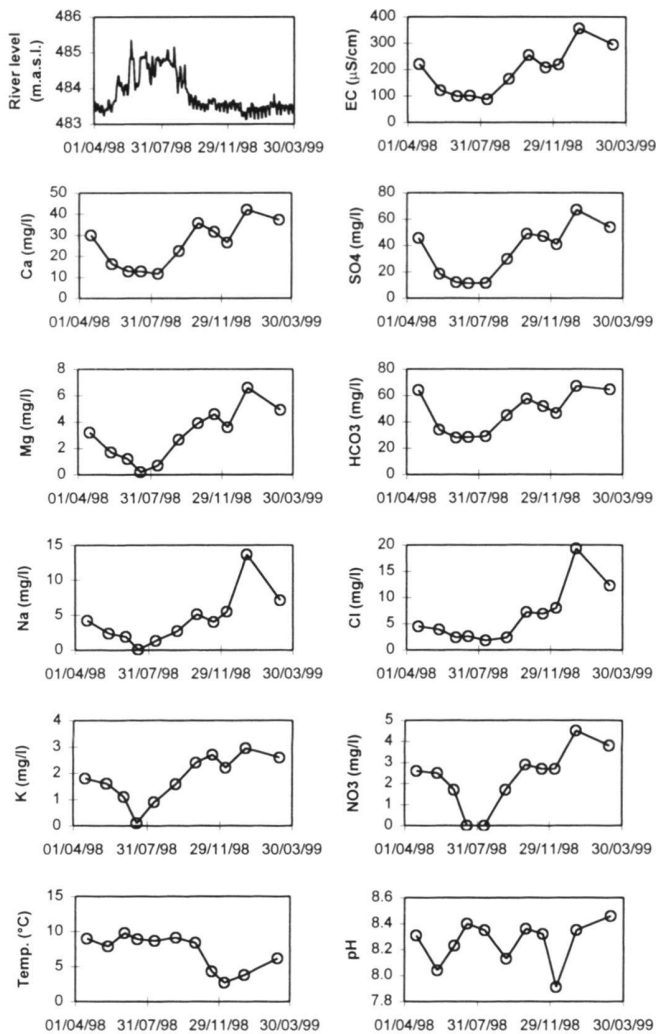 River level
(m.a.s.l.)
486
485
484
483
01/04/98 31/07/98 29/11/98 30/03/99
EC (µS/cm)
400
300
200
100
0
01/04/98 31/07/98 29/11/98 30/03/99
Ca (mg/l)
50
40
30
20
10
0
01/04/98 31/07/98 29/11/98 30/03/99
SO4 (mg/l)
80
60
40
20
0
01/04/98 31/07/98 29/11/98 30/03/99
Mg (mg/l)
8
6
4
2
0
01/04/98 31/07/98 29/11/98 30/03/99
HCO3 (mg/l)
80
60
40
20
0
01/04/98 31/07/98 29/11/98 30/03/99
Na (mg/l)
15
10
5
0
01/04/98 31/07/98 29/11/98 30/03/99
Cl (mg/l)
20
15
10
5
0
01/04/98 31/07/98 29/11/98 30/03/99
K (mg/l)
4
3
2
1
0
01/04/98 31/07/98 29/11/98 30/03/99
NO3 (mg/l)
5
4
3
2
1
0
01/04/98 31/07/98 29/11/98 30/03/99
Temp. (°C)
15
10
5
0
01/04/98 31/07/98 29/11/98 30/03/99
pH
8.6
8.4
8.2
8.0
7.8
01/04/98 31/07/98 29/11/98 30/03/99